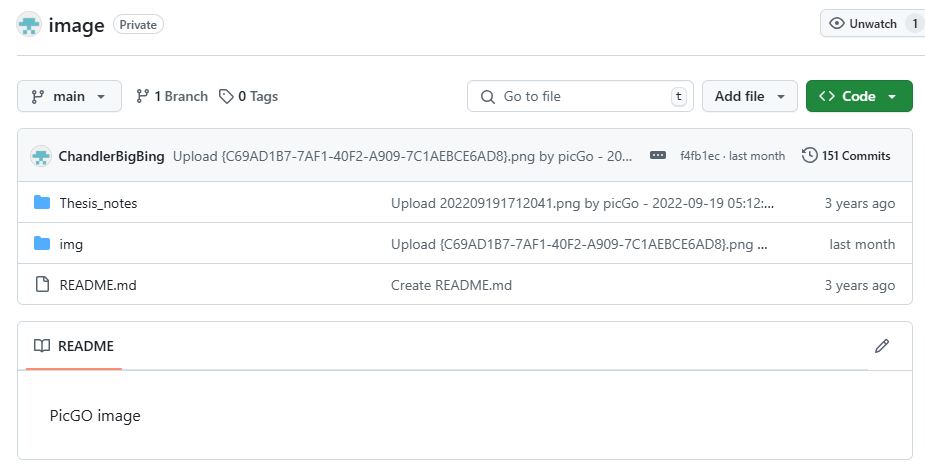 image Private Unwatch 1
main 1 Branch 0 Tags Go to file t Add file Code
ChandlerBigBing Upload {C69AD1B7-7AF1-40F2-A909-7C1AEBCE6AD8}.png by picGo - 20... f4fb1ec · last month 151 Commits
Thesis_notes Upload 202209191712041.png by picGo - 2022-09-19 05:12:... 3 years ago
img Upload {C69AD1B7-7AF1-40F2-A909-7C1AEBCE6AD8}.png ... last month
README.md Create README.md 3 years ago
README
PicGO image